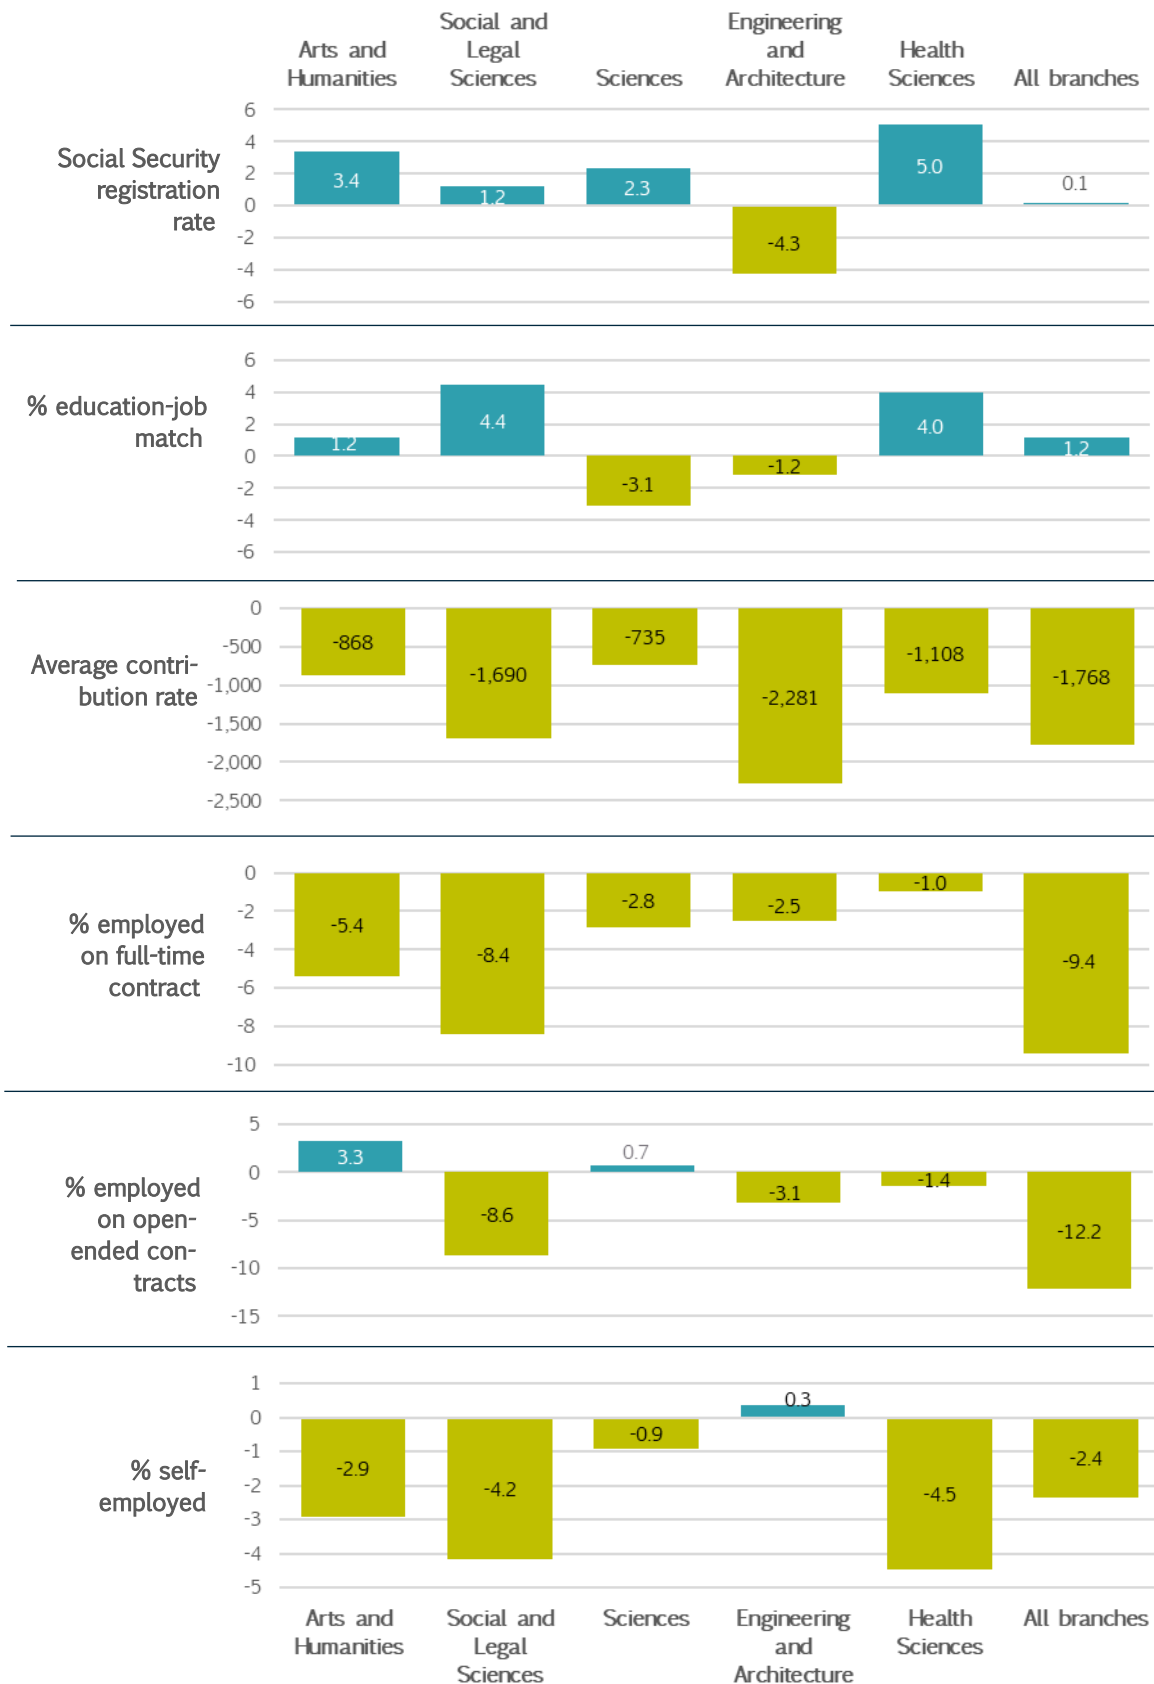 Arts and Humanities
Social and Legal Sciences
Sciences
Engineering and Architecture
Health Sciences
All branches
Social Security
registration
rate
6
4
2
0
-2
-4
-6
3.4
1.2
2.3
-4.3
5.0
0.1
% education-job
match
6
4
2
0
-2
-4
-6
1.2
4.4
-3.1
-1.2
4.0
1.2
Average contri-
bution rate
0
-500
-1,000
-1,500
-2,000
-2,500
-868
-1,690
-735
-2,281
-1,108
-1,768
% employed
on full-time
contract
0
-2
-4
-6
-8
-10
-5.4
-8.4
-2.8
-2.5
-1.0
-9.4
% employed
on open-
ended con-
tracts
5
0
-5
-10
-15
3.3
-8.6
0.7
-3.1
-1.4
-12.2
% self-
employed
1
0
-1
-2
-3
-4
-5
-2.9
-4.2
-0.9
0.3
-4.5
-2.4
Arts and
Humanities
Social and
Legal
Sciences
Sciences
Engineering
and
Architecture
Health
Sciences
All branches